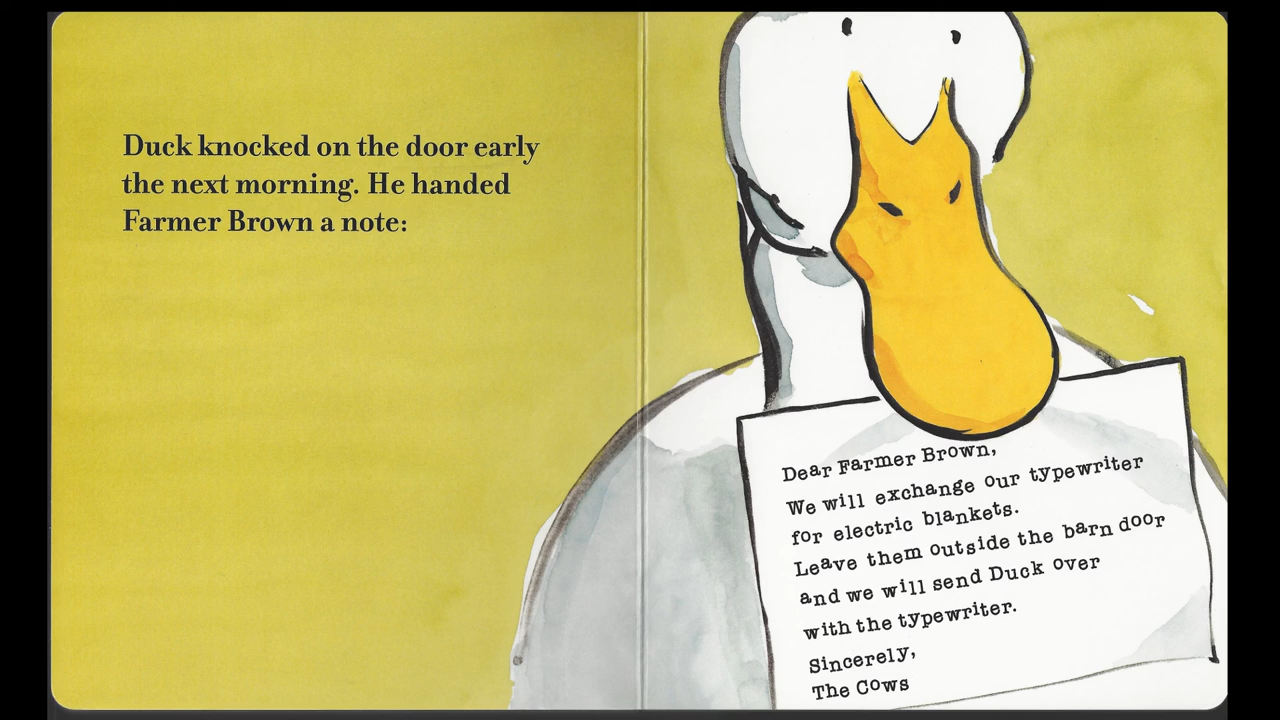 Duck knocked on the door early
the next morning. He handed
Farmer Brown a note:
Dear Farmer Brown,
We will exchange our typewriter
for electric blankets.
Leave them outside the barn door
and we will send Duck over
with the typewriter.
Sincerely,
The Cows